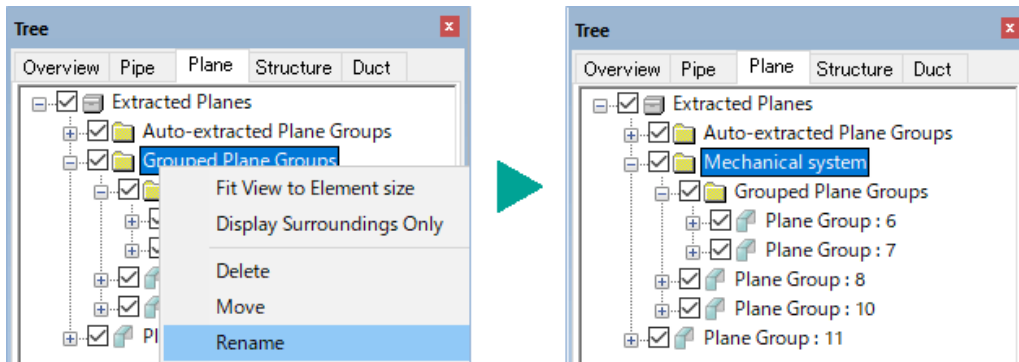 Tree
x
Overview Pipe Plane Structure Duct
Extracted Planes
Auto-extracted Plane Groups
Grouped Plane Groups
Fit View to Element size
Display Surroundings Only
Delete
Move
Pl
Rename
Tree
x
Overview Pipe Plane Structure Duct
Extracted Planes
Auto-extracted Plane Groups
Mechanical system
Grouped Plane Groups
Plane Group : 6
Plane Group : 7
Plane Group : 8
Plane Group : 10
Plane Group : 11